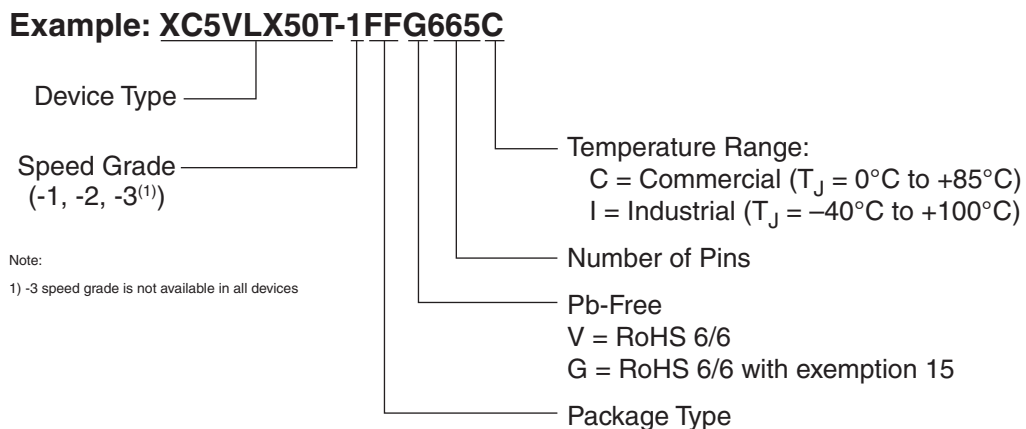 Example: XC5VLX50T-1FFG665C
Device Type
Speed Grade
(-1, -2, -3(1))
Note:
1) -3 speed grade is not available in all devices
Temperature Range:
C = Commercial (TJ = 0°C to +85°C)
I = Industrial (TJ = –40°C to +100°C)
Number of Pins
Pb-Free
V = RoHS 6/6
G = RoHS 6/6 with exemption 15
Package Type